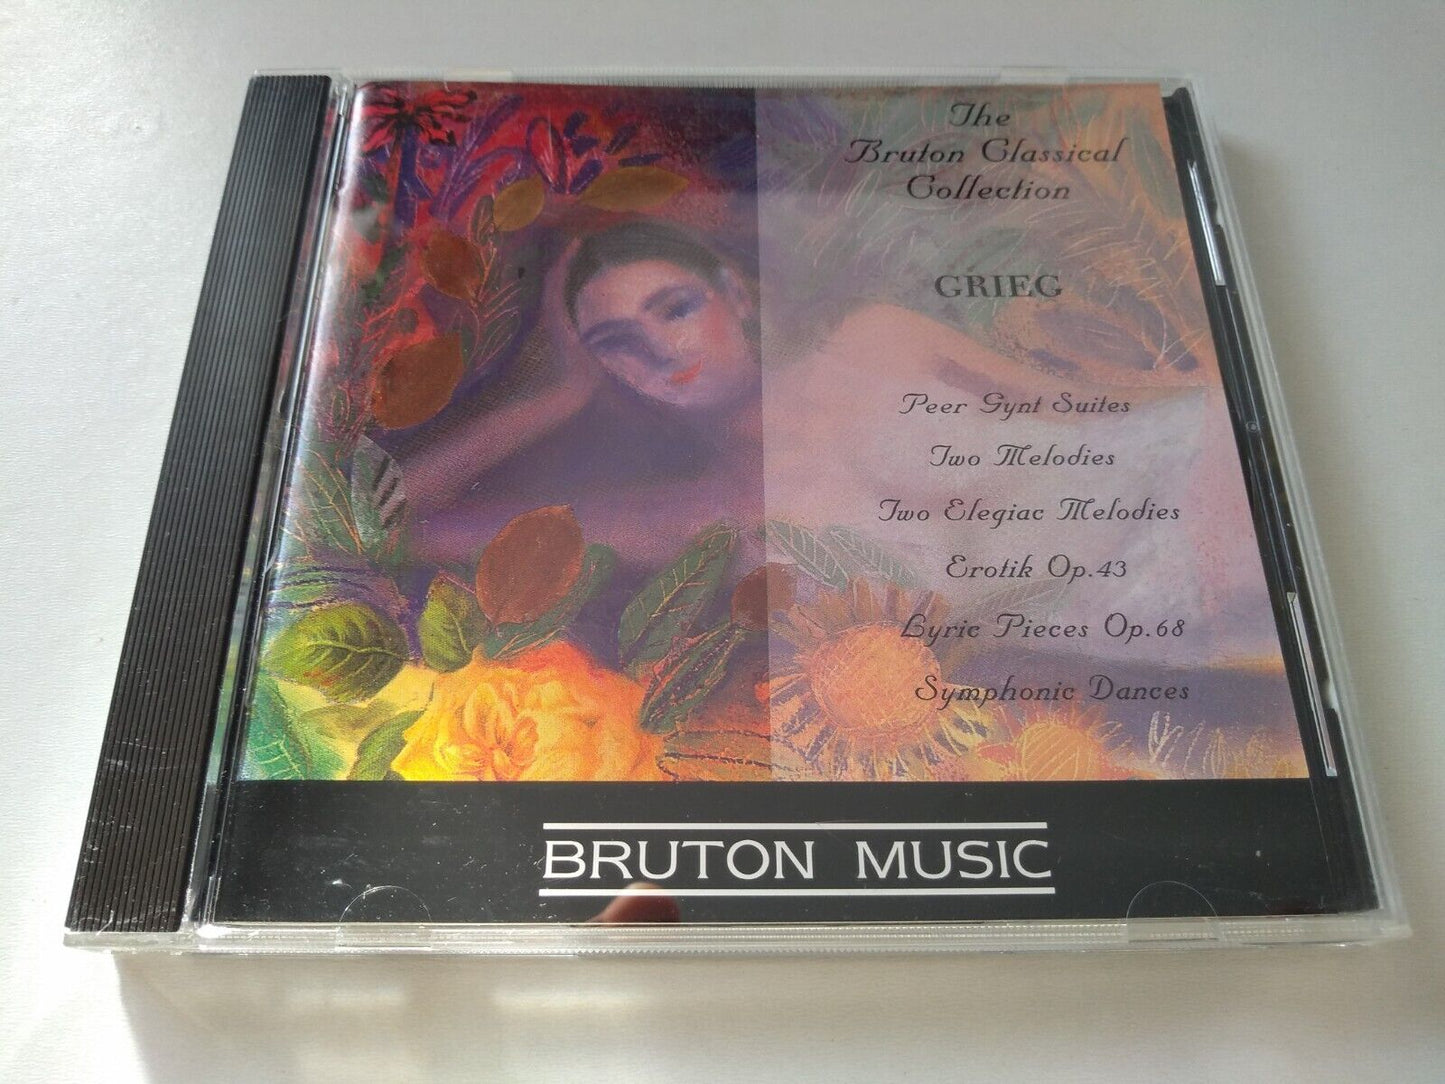 The
Bruton Classical
Collection
GRIEG
Peer Gynt Suites
Two Melodies
Two Elegiac Melodies
Erotik Op.43
Lyric Pieces Op.68
Symphonic Dances
BRUTON MUSIC